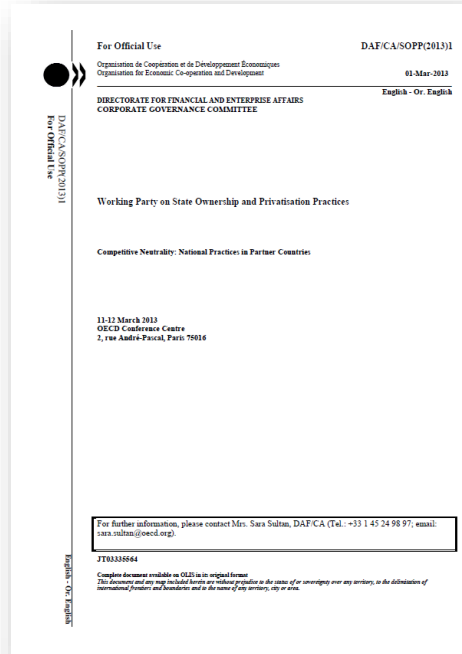 For Official Use DAF/CA/SOPP(2013)1
Organisation de Coopération et de Développement Économiques
Organisation for Economic Co-operation and Development 01-Mar-2013
English - Or. English
DIRECTORATE FOR FINANCIAL AND ENTERPRISE AFFAIRS
CORPORATE GOVERNANCE COMMITTEE
DAF/CA/SOPP(2013)1
For Official Use
Working Party on State Ownership and Privatisation Practices
Competitive Neutrality: National Practices in Partner Countries
11-12 March 2013
OECD Conference Centre
2, rue André-Pascal, Paris 75016
For further information, please contact Mrs. Sara Sultan, DAF/CA (Tel.: +33 1 45 24 98 97; email:
sara.sultan@oecd.org).
JT03335564
Complete document available on OLIS in its original format
This document and any map included herein are without prejudice to the status of or sovereignty over any territory, to the delimitation of
international frontiers and boundaries and to the name of any territory, city or area.
English - Or. English